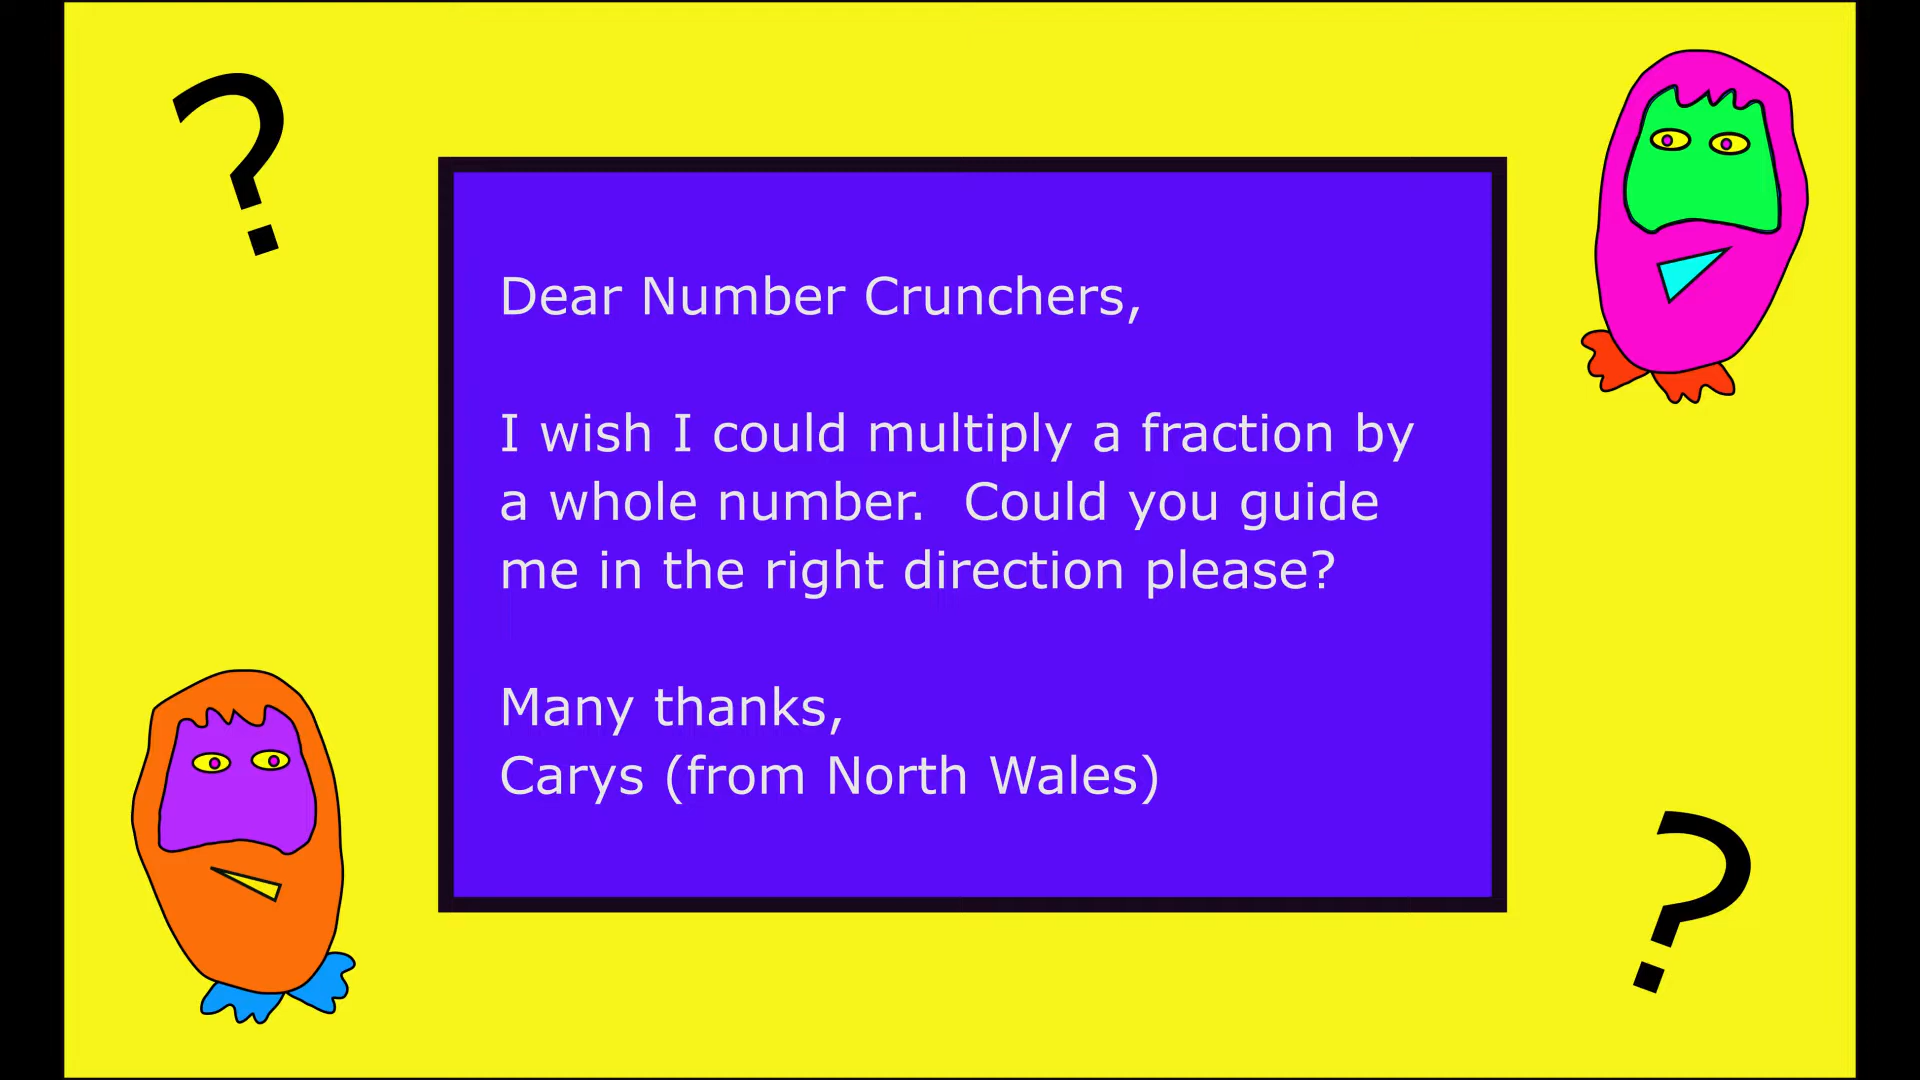 ?
Dear Number Crunchers,
I wish I could multiply a fraction by
a whole number.  Could you guide
me in the right direction please?
Many thanks,
Carys (from North Wales)
?